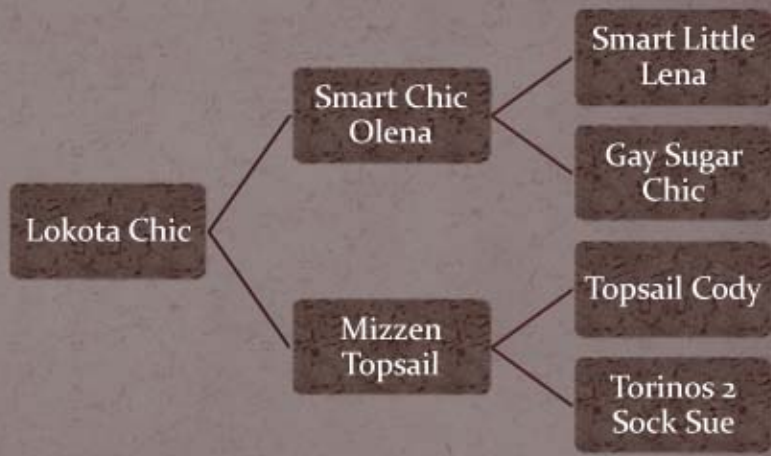 Lokota Chic
Smart Chic
Olena
Mizzen
Topsail
Smart Little
Lena
Gay Sugar
Chic
Topsail Cody
Torinos 2
Sock Sue